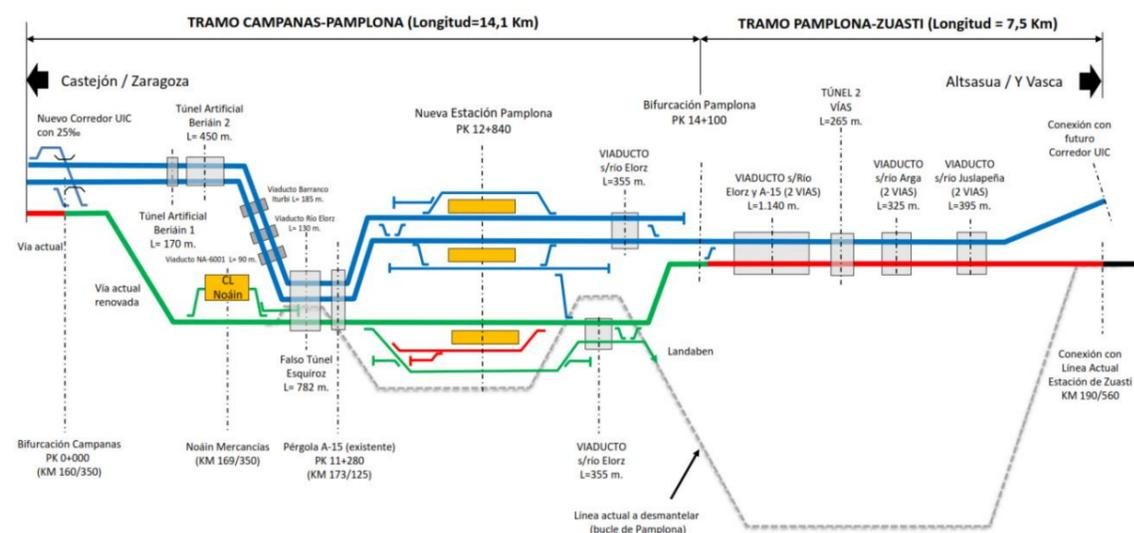 TRAMO CAMPANAS-PAMPLONA (Longitud=14,1 Km)
TRAMO PAMPLONA-ZUASTI (Longitud = 7,5 Km)
Castejón / Zaragoza
Altsasua / Y Vasca
Nuevo Corredor UIC
con 25‰
Túnel Artificial
Beriáin 2
L= 450 m.
Nueva Estación Pamplona
PK 12+840
Bifurcación Pamplona
PK 14+100
TÚNEL 2
VÍAS
L=265 m.
Conexión con
futuro
Corredor UIC
VIADUCTO
s/río Elorz
L=355 m.
VIADUCTO s/Río
Elorz y A-15 (2 VIAS)
L=1.140 m.
VIADUCTO
s/río Arga
(2 VIAS)
L=325 m.
VIADUCTO
s/río Juslapeña
(2 VIAS)
L=395 m.
Viaducto Barranco
Iturbi L= 185 m.
Viaducto Río Elorz
L= 130 m.
Viaducto NA-6001 L= 90 m.
Túnel Artificial
Beriáin 1
L= 170 m.
Vía actual
Vía actual
renovada
CL
Noáin
Falso Túnel
Esquíroz
L= 782 m.
Landaben
Conexión con
Línea Actual
Estación de Zuasti
KM 190/560
Bifurcación Campanas
PK 0+000
(KM 160/350)
Noáin Mercancías
(KM 169/350)
Pérgola A-15 (existente)
PK 11+280
(KM 173/125)
VIADUCTO
s/río Elorz
L=355 m.
Línea actual a desmantelar
(bucle de Pamplona)